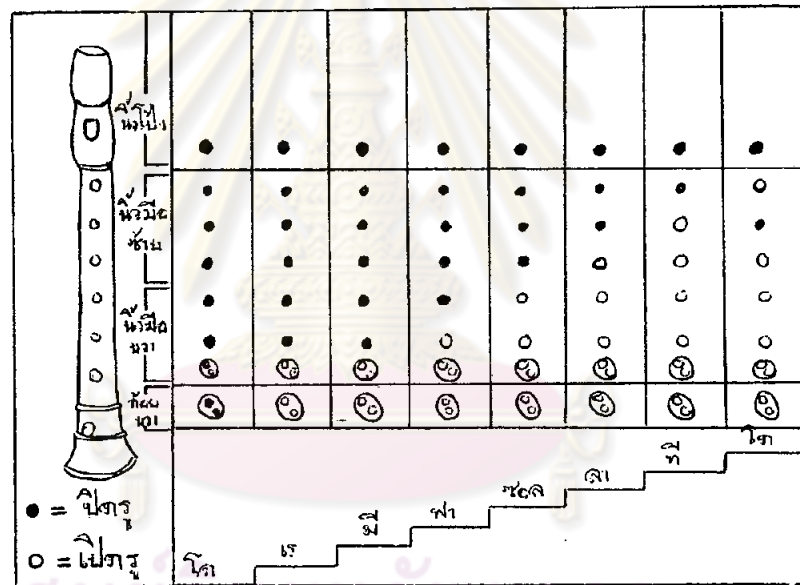 นิ้วโป้ง
นิ้วมือ
ซ้าย
นิ้วมือ
ขวา
ก้อย
ขวา
โด
เร
มี
ฟา
ซอล
ลา
ที
โด
● = ปิดรู
○ = เปิดรู